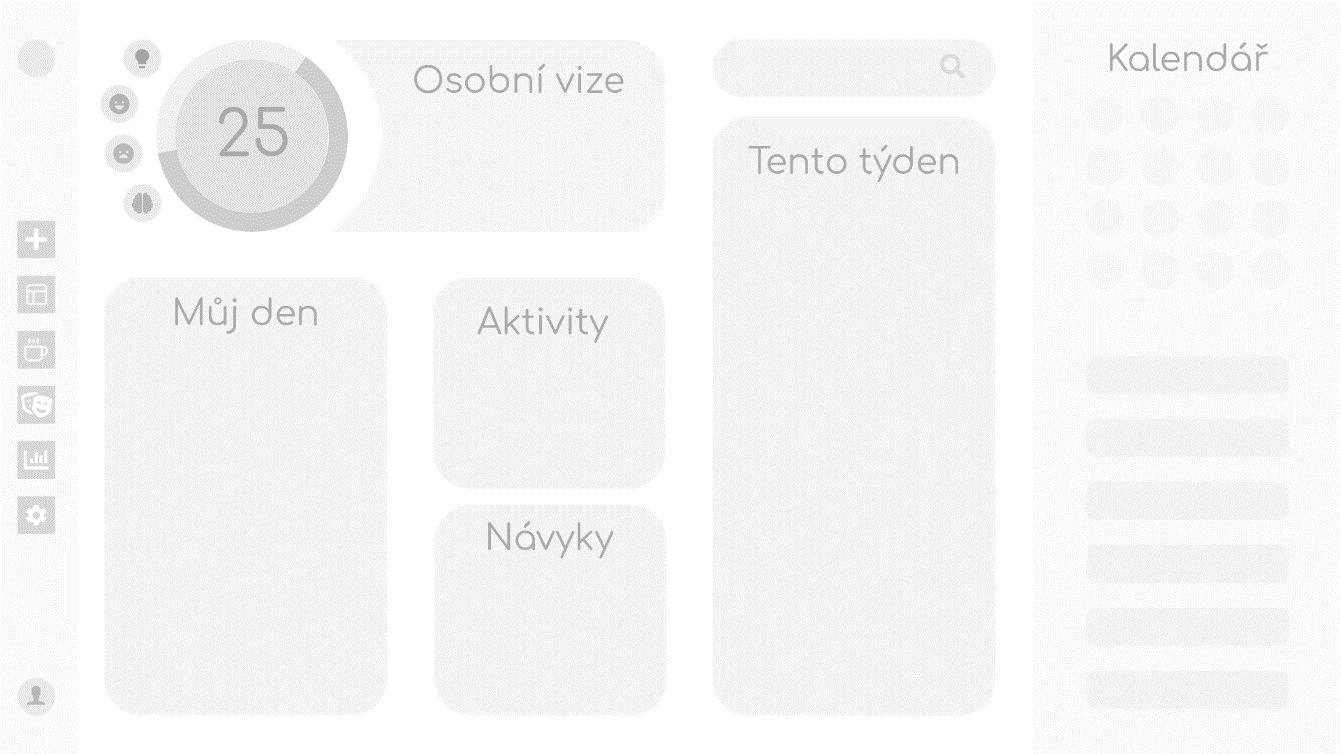 25
Osobní vize
Tento týden
Kalendář
Můj den
Aktivity
Návyky